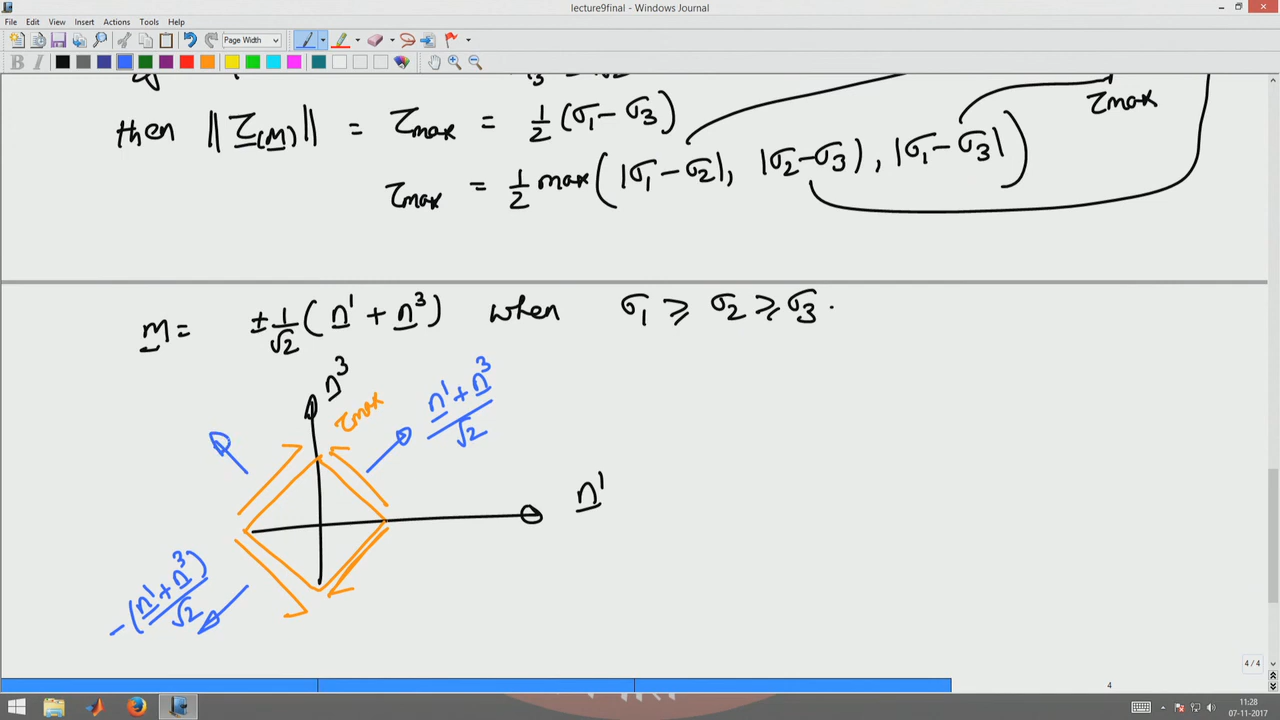 lecture9final - Windows Journal
File Edit View Insert Actions Tools Help
Page Width
B I
then ||τ(m)|| = τmax = 1/2 (σ1 - σ3)
τmax
τmax = 1/2 max(|σ1 - σ2|, |σ2 - σ3), |σ1 - σ3|)
m = ± 1/√2 (n¹ + n³) when σ1 ⩾ σ2 ⩾ σ3.
n³
τmax
n¹ + n³ / √2
n¹
-(n¹ + n³) / √2
4 / 4
4
11:28
07-11-2017